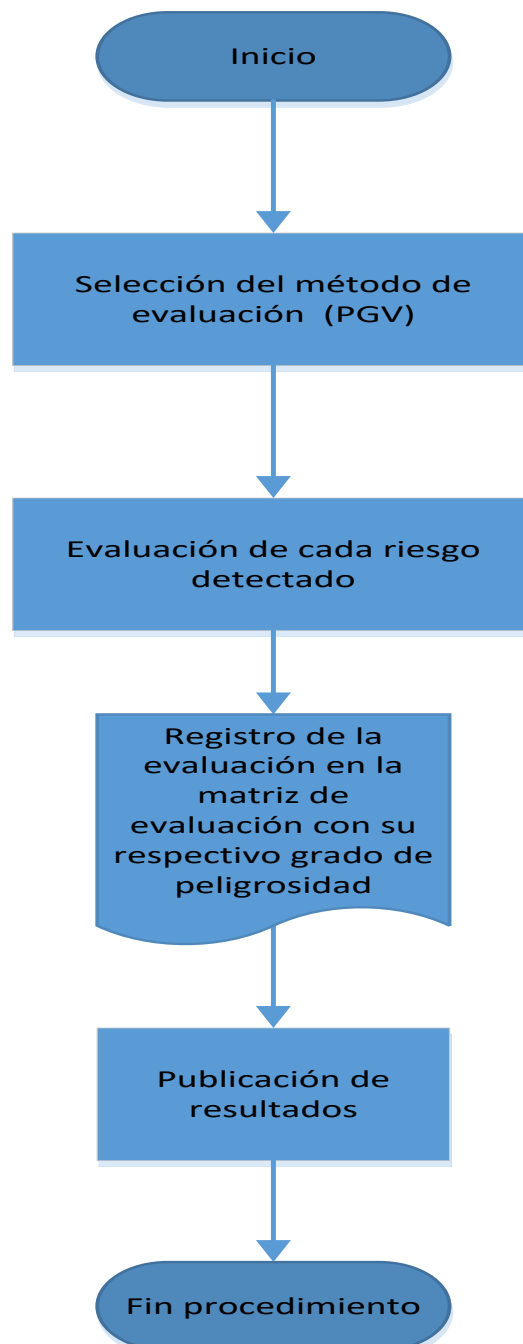 Inicio
Selección del método de
evaluación  (PGV)
Evaluación de cada riesgo
detectado
Registro de la
evaluación en la
matriz de
evaluación con su
respectivo grado de
peligrosidad
Publicación de
resultados
Fin procedimiento